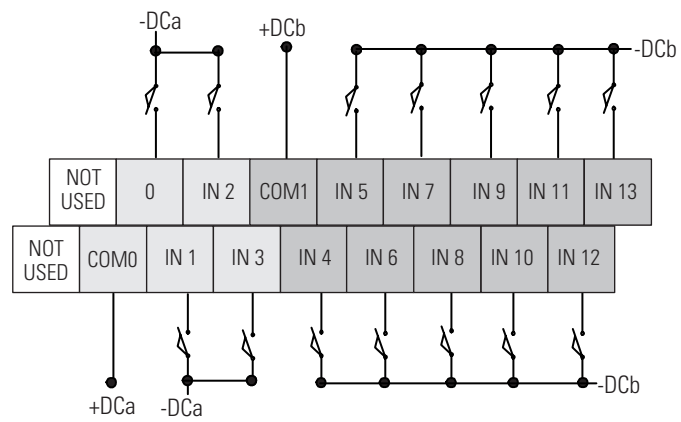 -DCa
+DCb
-DCb
NOT
USED
0
IN 2
COM1
IN 5
IN 7
IN 9
IN 11
IN 13
NOT
USED
COM0
IN 1
IN 3
IN 4
IN 6
IN 8
IN 10
IN 12
+DCa
-DCa
-DCb